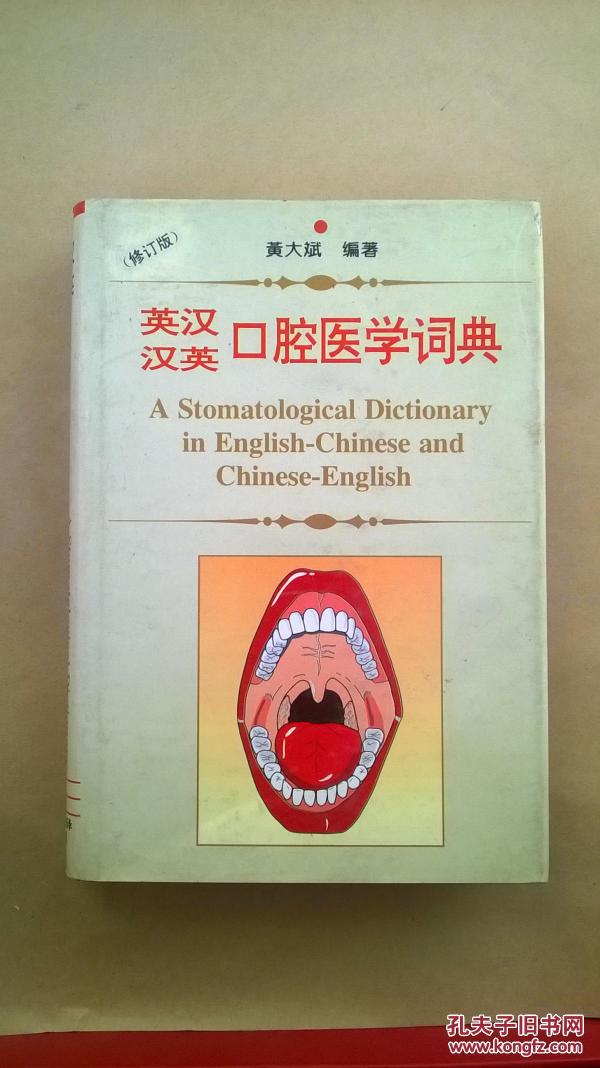 (修订版)
黄大斌 编著
英汉
汉英
口腔医学词典
A Stomatological Dictionary
in English-Chinese and
Chinese-English
孔夫子旧书网
www.kongfz.com